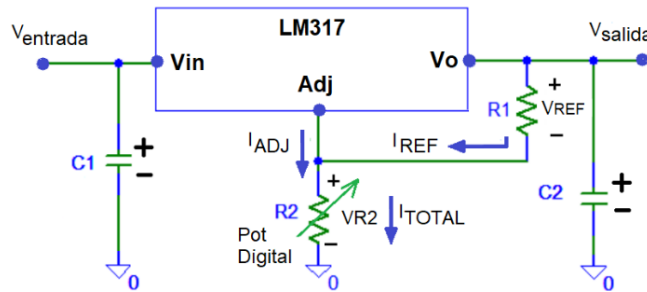 LM317
Ventrada
Vsalida
Vin
Vo
Adj
+
R1
VREF
-
IADJ
IREF
C1
+
-
+
R2
VR2
ITOTAL
C2
+
-
Pot
Digital
-
0
0
0